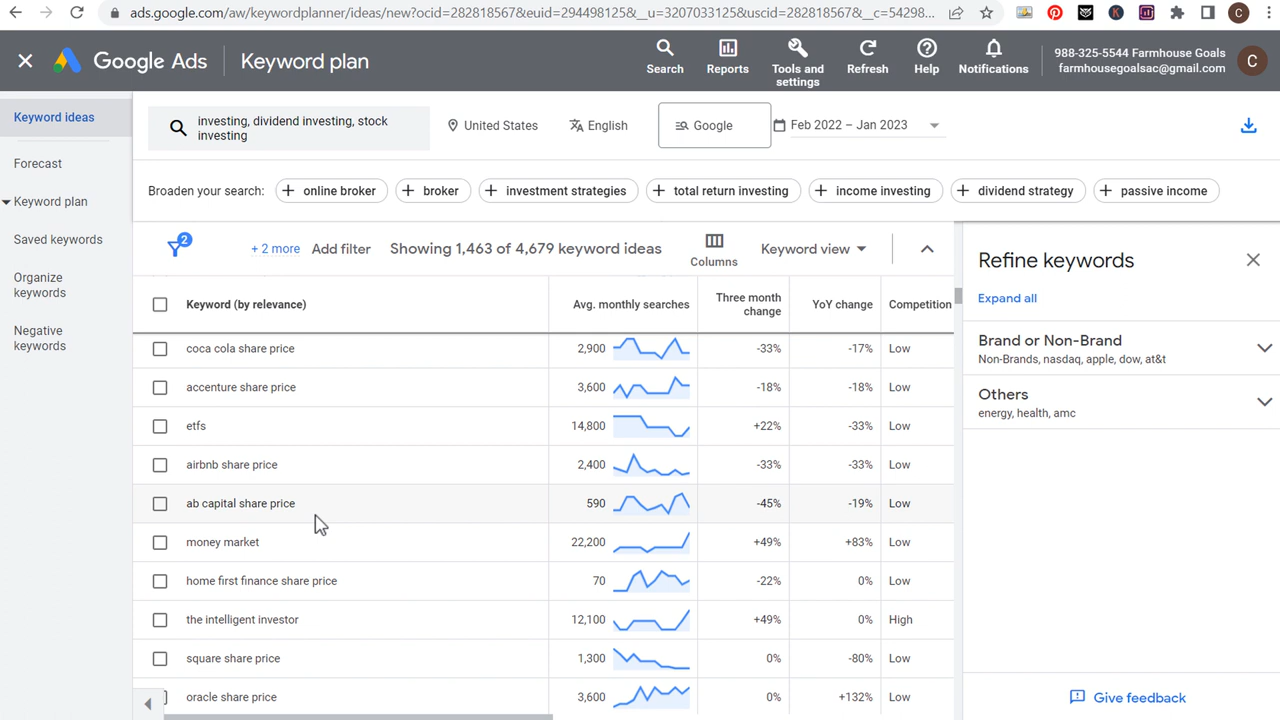 ads.google.com/aw/keywordplanner/ideas/new?ocid=282818567&euid=294498125&__u=3207033125&uscid=282818567&__c=54298...
C
Google Ads
Keyword plan
Search
Reports
Tools and
settings
Refresh
Help
Notifications
988-325-5544 Farmhouse Goals
farmhousegoalsac@gmail.com
C
Keyword ideas
Forecast
Keyword plan
Saved keywords
Organize
keywords
Negative
keywords
investing, dividend investing, stock
investing
United States
English
Google
Feb 2022 – Jan 2023
Broaden your search:
online broker
broker
investment strategies
total return investing
income investing
dividend strategy
passive income
2
+ 2 more
Add filter
Showing 1,463 of 4,679 keyword ideas
Columns
Keyword view
Keyword (by relevance) Avg. monthly searches Three month change YoY change Competition
coca cola share price 2,900 -33% -17% Low
accenture share price 3,600 -18% -18% Low
etfs 14,800 +22% -33% Low
airbnb share price 2,400 -33% -33% Low
ab capital share price 590 -45% -19% Low
money market 22,200 +49% +83% Low
home first finance share price 70 -22% 0% Low
the intelligent investor 12,100 +49% 0% High
square share price 1,300 0% -80% Low
oracle share price 3,600 0% +132% Low
Refine keywords
Expand all
Brand or Non-Brand
Non-Brands, nasdaq, apple, dow, at&t
Others
energy, health, amc
Give feedback